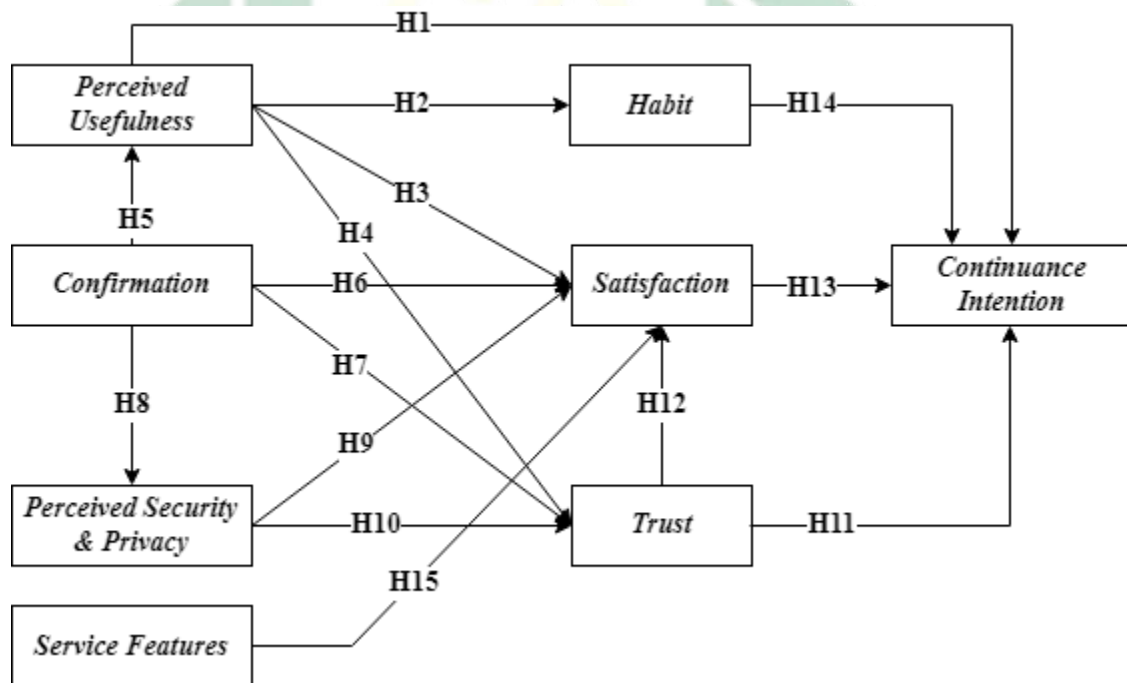 H1
Perceived
Usefulness
H2
Habit
H14
H3
H5
H4
Confirmation
H6
Satisfaction
H13
Continuance
Intention
H7
H8
H12
H9
Perceived Security
& Privacy
H10
Trust
H11
H15
Service Features